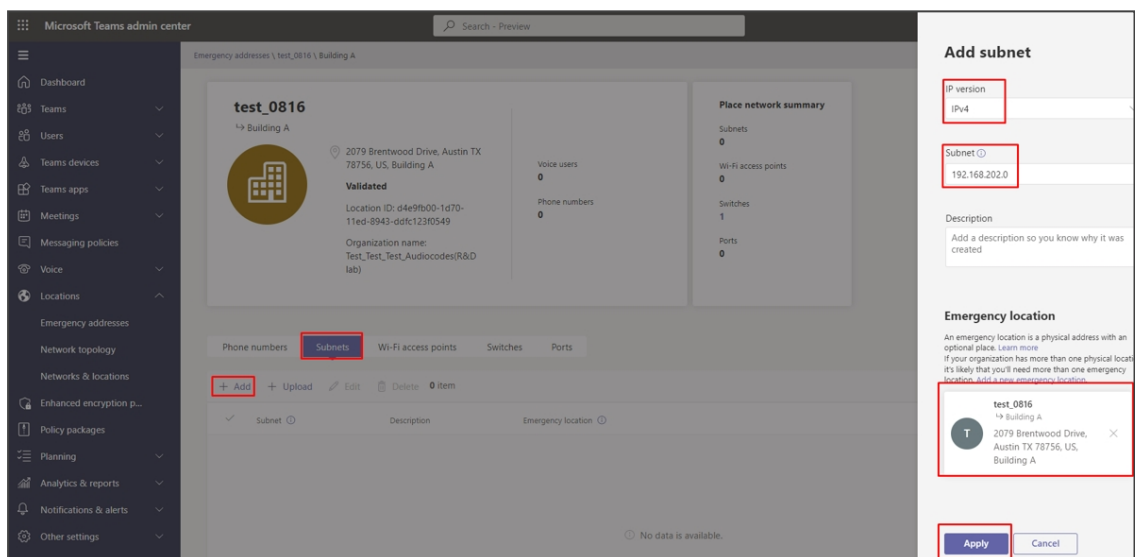 Microsoft Teams admin center
Search - Preview
Dashboard
Teams
Users
Teams devices
Teams apps
Meetings
Messaging policies
Voice
Locations
Emergency addresses
Network topology
Networks & locations
Enhanced encryption p...
Policy packages
Planning
Analytics & reports
Notifications & alerts
Other settings
Emergency addresses \ test_0816 \ Building A
test_0816
Building A
2079 Brentwood Drive, Austin TX
78756, US, Building A
Validated
Location ID: d4e9fb00-1d70-
11ed-8943-ddfc123f0549
Organization name:
Test_Test_Test_Audiocodes(R&D
lab)
Voice users
0
Phone numbers
0
Place network summary
Subnets
0
Wi-Fi access points
0
Switches
1
Ports
0
Phone numbers Subnets Wi-Fi access points Switches Ports
+ Add + Upload Edit Delete 0 item
Subnet Description Emergency location
No data is available.
Add subnet
IP version
IPv4
Subnet
192.168.202.0
Description
Add a description so you know why it was
created
Emergency location
An emergency location is a physical address with an
optional place. Learn more
If your organization has more than one physical locati
it's likely that you'll need more than one emergency
location. Add a new emergency location.
T
test_0816
Building A
2079 Brentwood Drive,
Austin TX 78756, US,
Building A
Apply Cancel